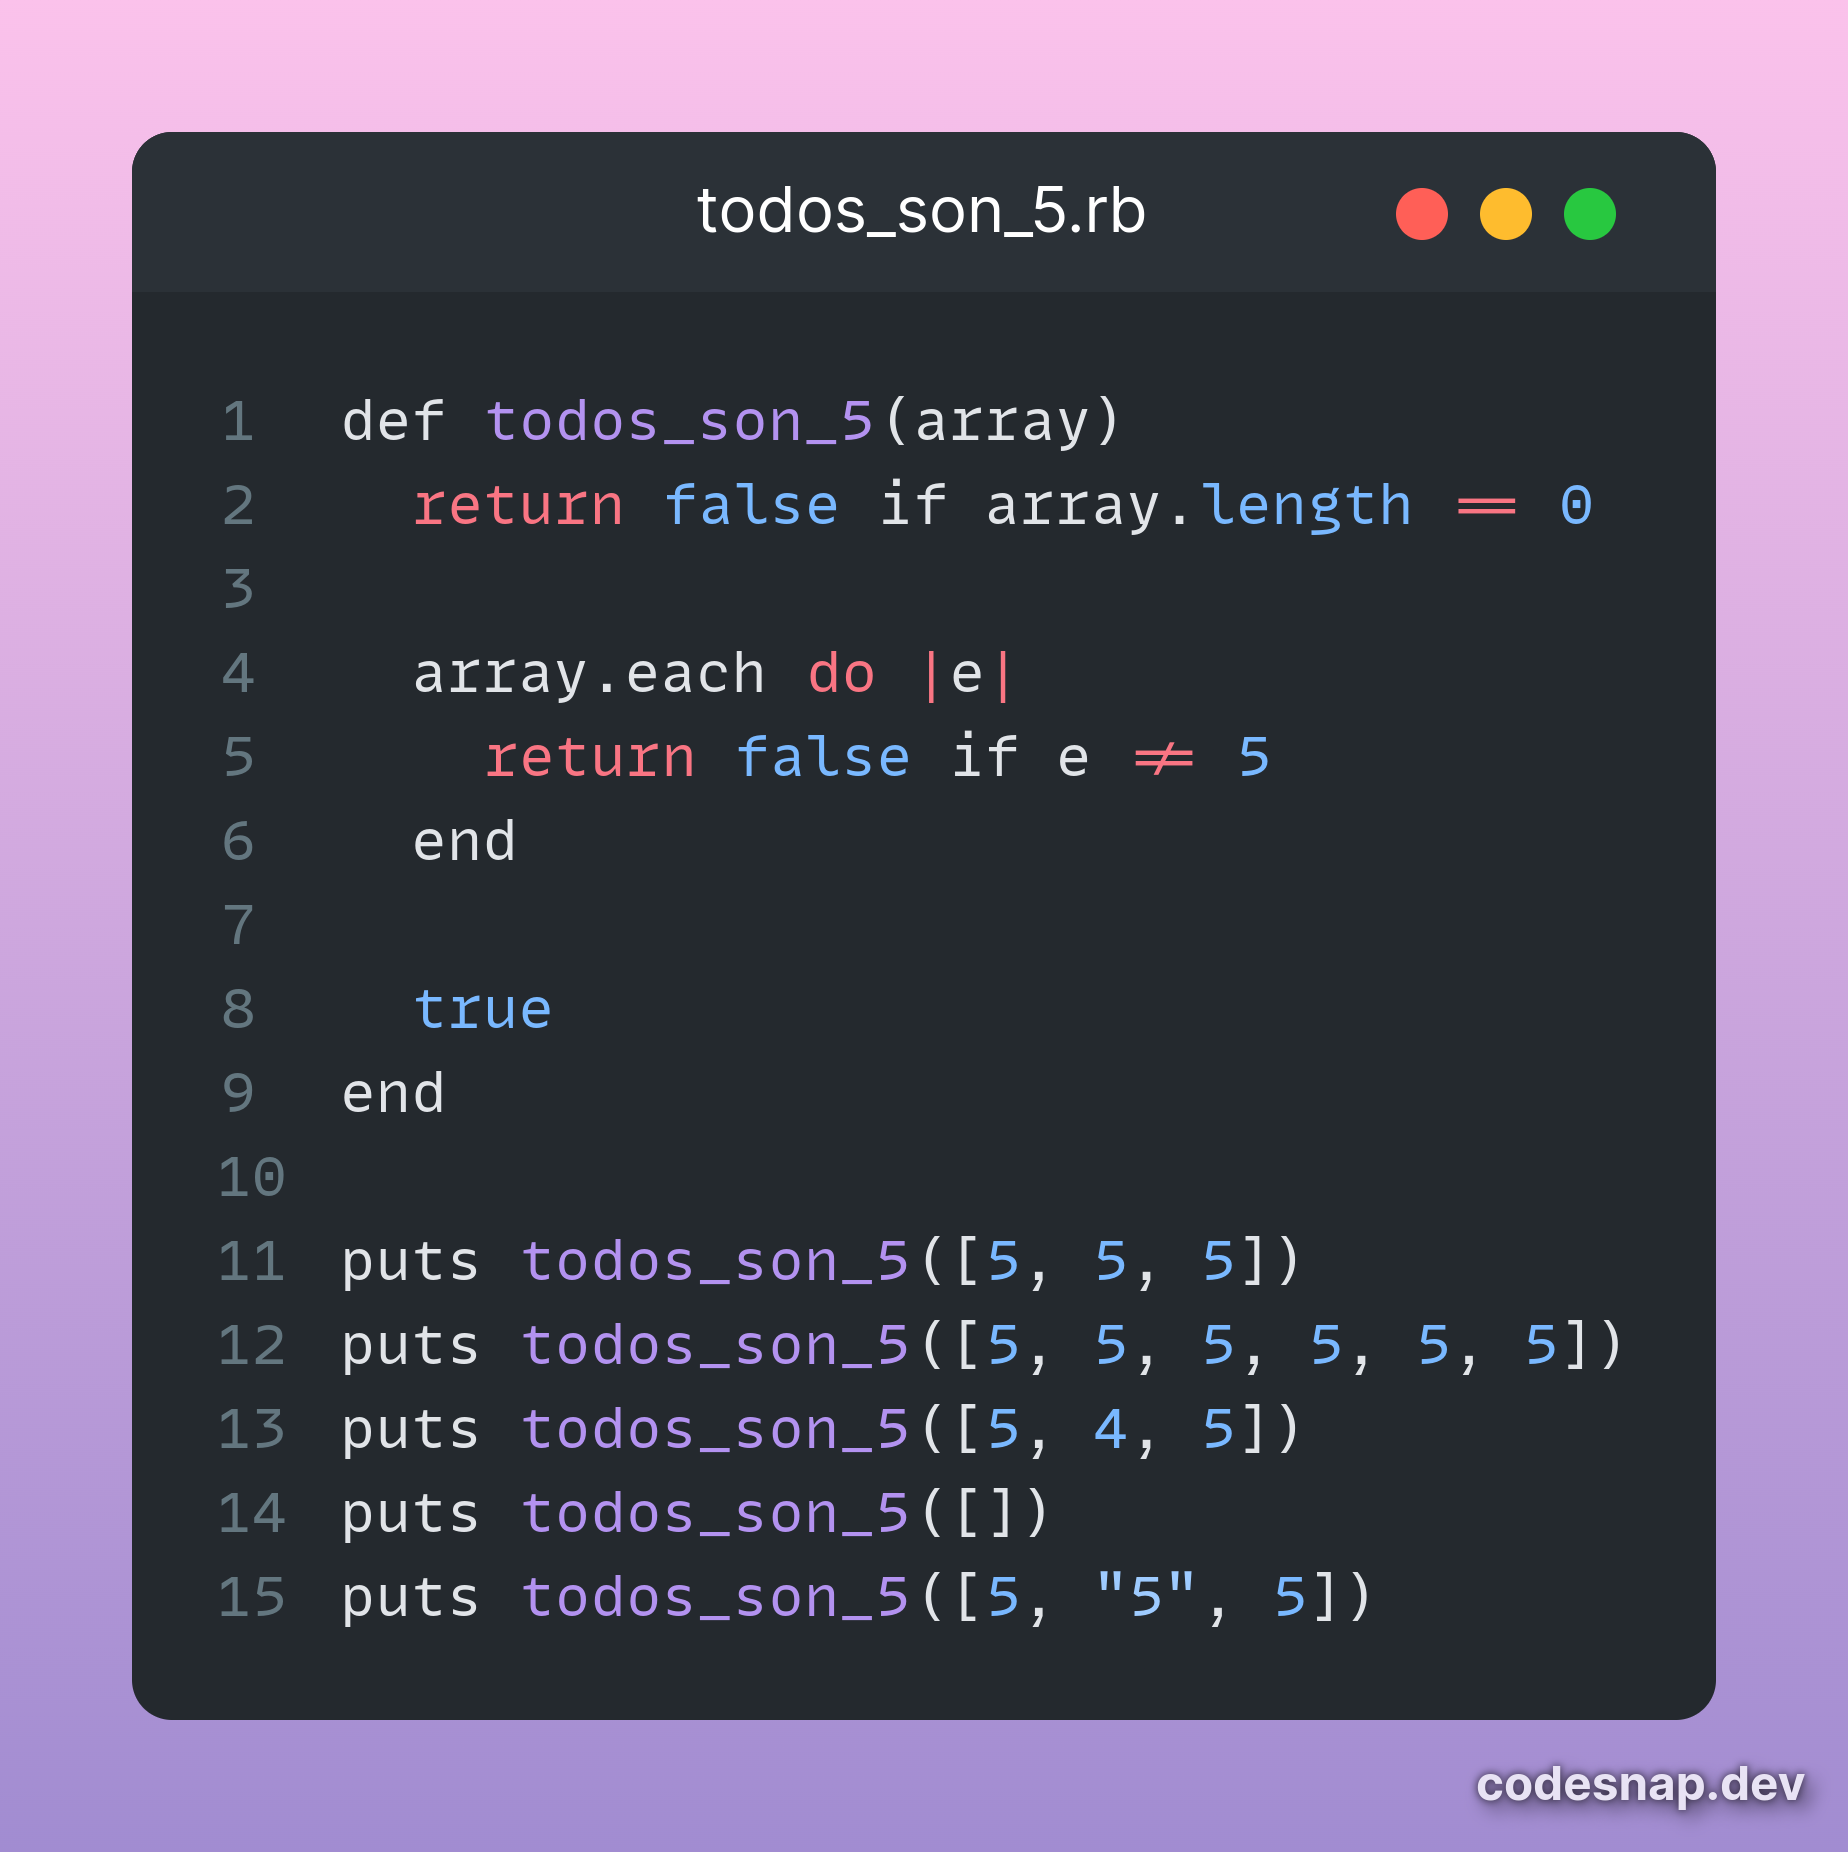 todos_son_5.rb
1 def todos_son_5(array)
2   return false if array.length == 0
3
4   array.each do |e|
5     return false if e != 5
6   end
7
8   true
9 end
10
11 puts todos_son_5([5, 5, 5])
12 puts todos_son_5([5, 5, 5, 5, 5, 5])
13 puts todos_son_5([5, 4, 5])
14 puts todos_son_5([])
15 puts todos_son_5([5, "5", 5])
codesnap.dev